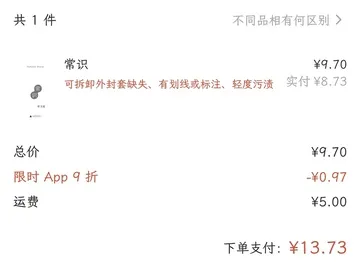 共 1 件
不同品相有何区别 >
常识
¥9.70
可拆卸外封套缺失、有划线或标注、轻度污渍
实付 ¥8.73
总价
¥9.70
限时 App 9 折
-¥0.97
运费
¥5.00
下单支付: ¥13.73